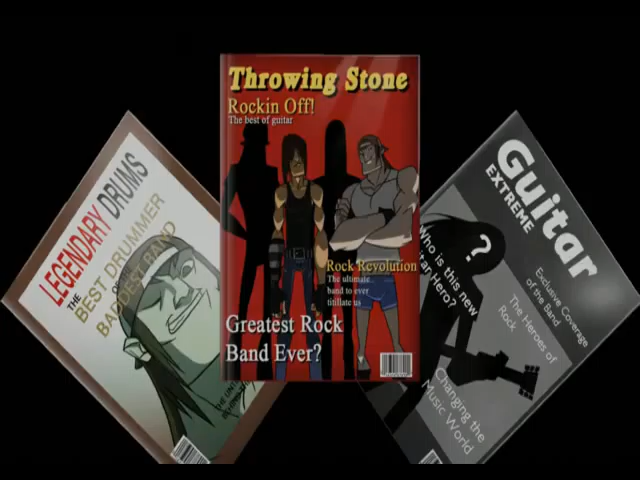 Throwing Stone
Rockin Off!
The best of guitar
Rock Revolution
The ultimate
band to ever
titillate us
Greatest Rock
Band Ever?
LEGENDARY DRUMS
THE
BEST DRUMMER
BADDEST BAND
Guitar
EXTREME
Who is this new
Hero?
?
Exclusive Coverage
of the Band
The Heroes of
Rock
Changing the
Music World